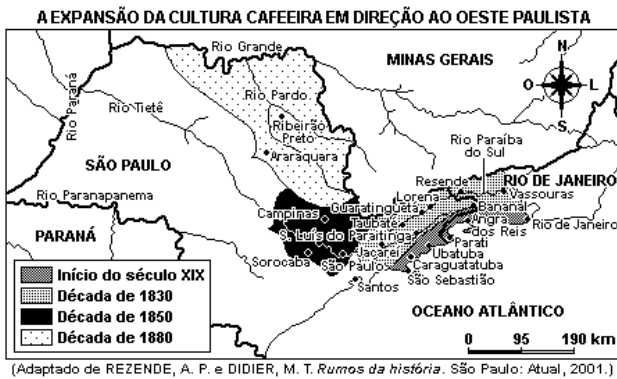 A EXPANSÃO DA CULTURA CAFEEIRA EM DIREÇÃO AO OESTE PAULISTA
Rio Grande
MINAS GERAIS
N
O
L
S
Rio Paraná
Rio Tietê
Rio Pardo
Ribeirão
Preto
Araraquara
SÃO PAULO
Rio Paraíba
do Sul
Rio Paranapanema
Resende
RIO DE JANEIRO
Vassouras
Lorena
Guaratinguetá
Bananal
Campinas
Taubaté
Angra
dos Reis
Rio de Janeiro
PARANÁ
S. Luís do Paraitinga
Parati
Jacareí
Ubatuba
Sorocaba
São Paulo
Caraguatatuba
São Sebastião
Santos
Início do século XIX
Década de 1830
Década de 1850
Década de 1880
OCEANO ATLÂNTICO
0 95 190 km
(Adaptado de REZENDE, A. P. e DIDIER, M. T. Rumos da história. São Paulo: Atual, 2001.)